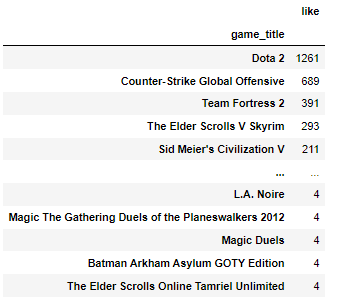 like
game_title
Dota 2 1261
Counter-Strike Global Offensive 689
Team Fortress 2 391
The Elder Scrolls V Skyrim 293
Sid Meier's Civilization V 211
... ...
L.A. Noire 4
Magic The Gathering Duels of the Planeswalkers 2012 4
Magic Duels 4
Batman Arkham Asylum GOTY Edition 4
The Elder Scrolls Online Tamriel Unlimited 4